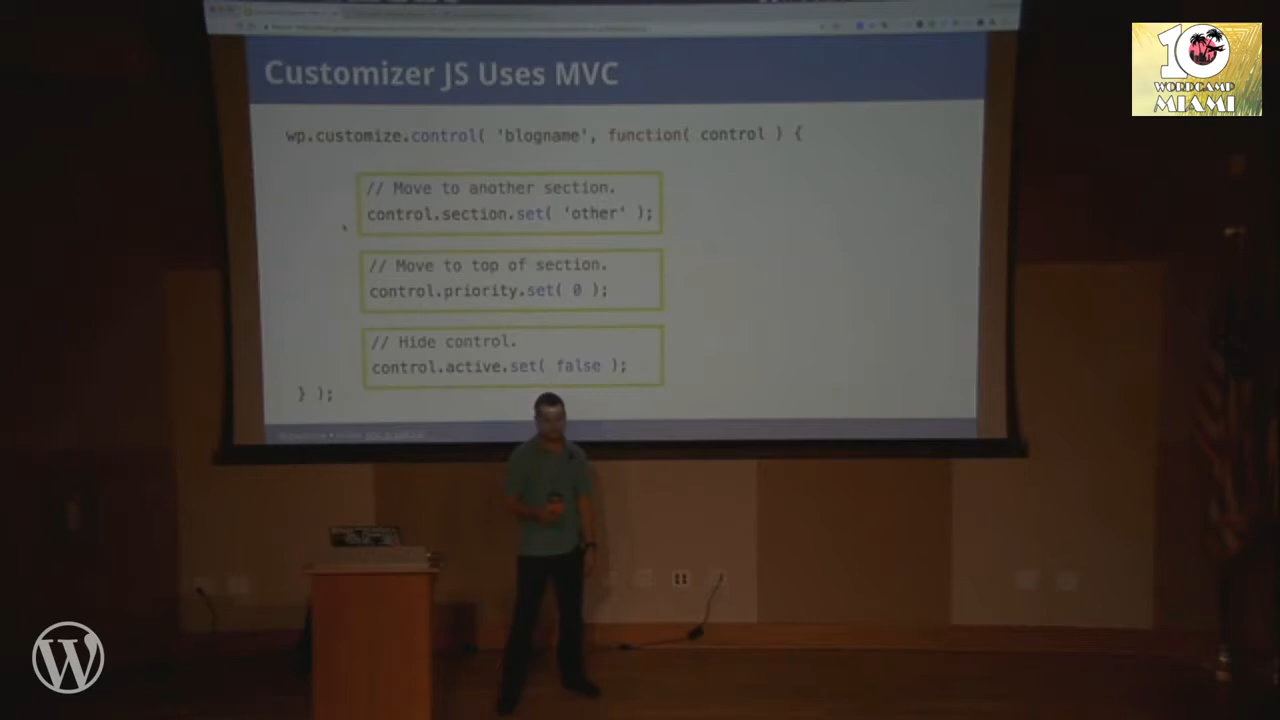 Customizer JS Uses MVC
wp.customize.control( 'blogname', function( control ) {
// Move to another section.
control.section.set( 'other' );
// Move to top of section.
control.priority.set( 0 );
// Hide control.
control.active.set( false );
} );
10
WORDCAMP
MIAMI
W